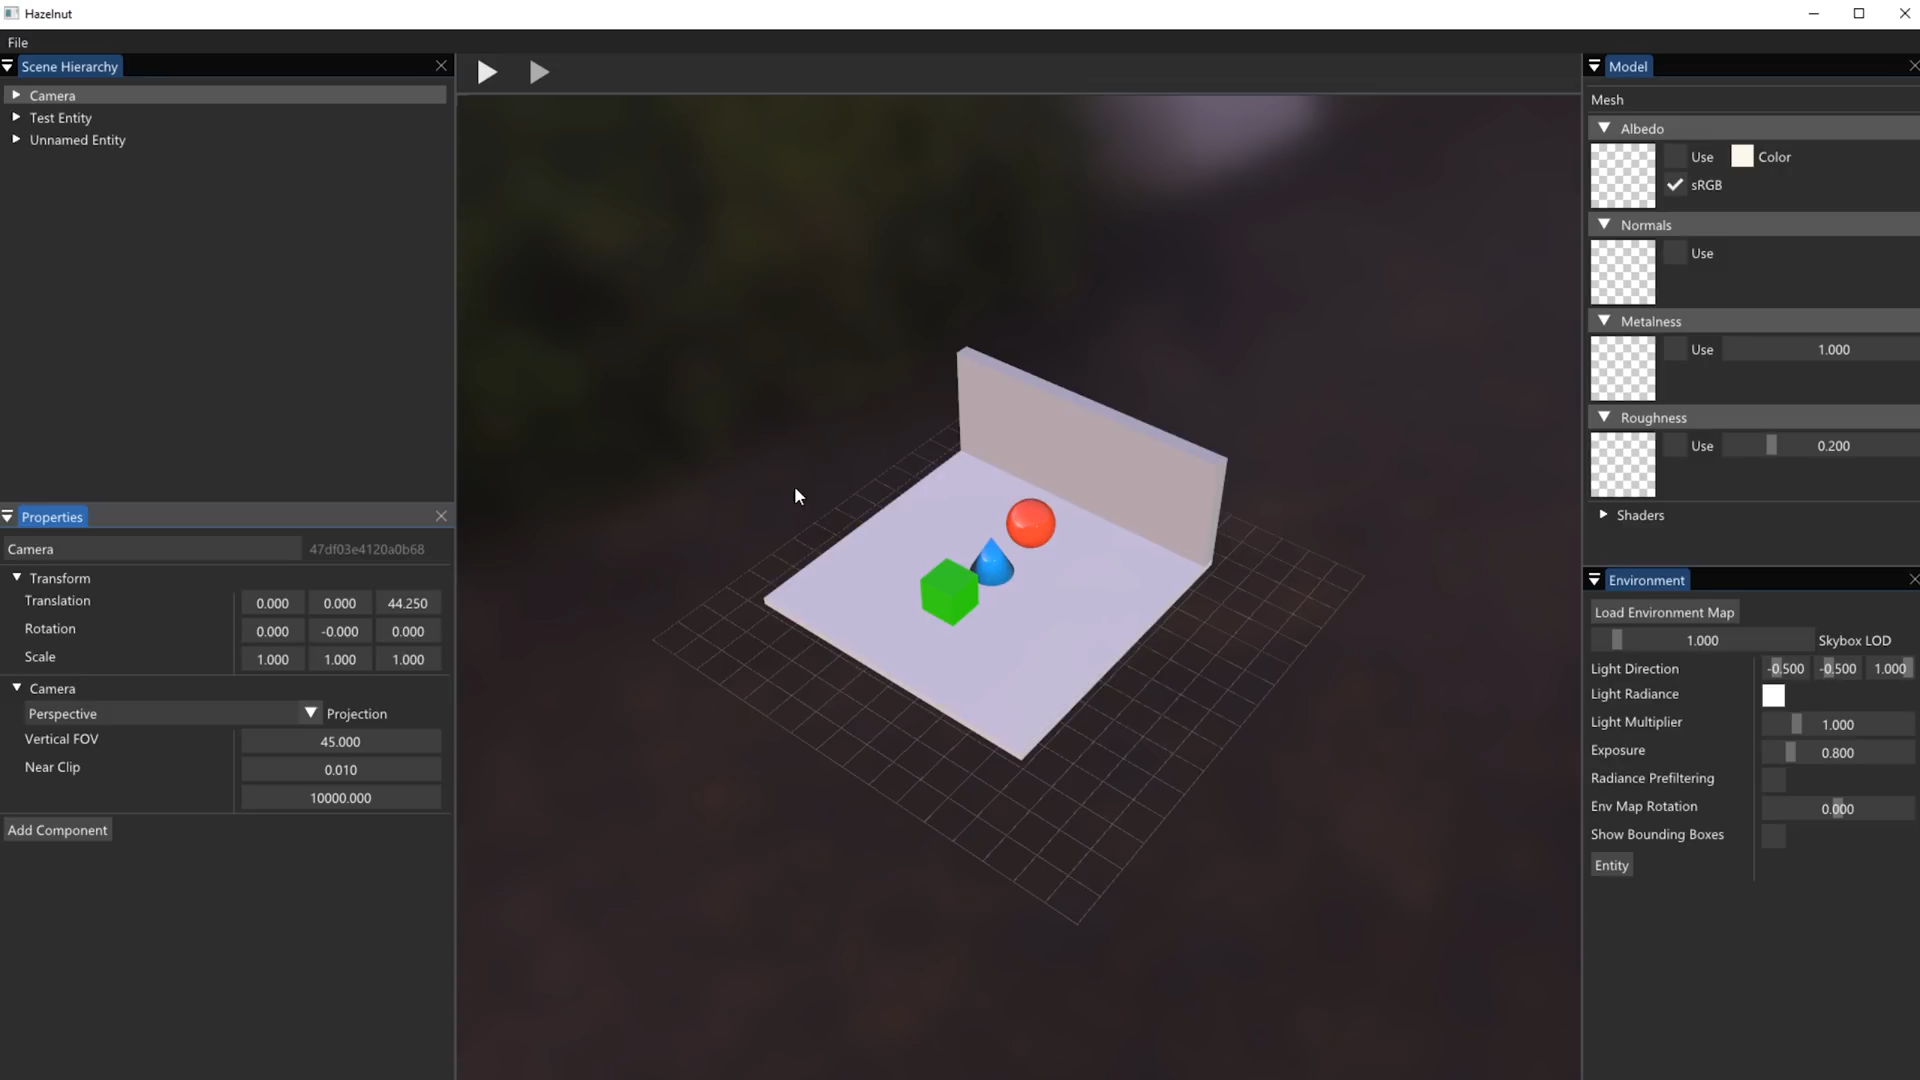 Hazelnut
File
Scene Hierarchy
Camera
Test Entity
Unnamed Entity
Properties
Camera 47df03e4120a0b68
Transform
Translation 0.000 0.000 44.250
Rotation 0.000 -0.000 0.000
Scale 1.000 1.000 1.000
Camera
Perspective Projection
Vertical FOV 45.000
Near Clip 0.010
10000.000
Add Component
Model
Mesh
Albedo
Use Color
sRGB
Normals
Use
Metalness
Use 1.000
Roughness
Use 0.200
Shaders
Environment
Load Environment Map
1.000 Skybox LOD
Light Direction -0.500 -0.500 1.000
Light Radiance
Light Multiplier 1.000
Exposure 0.800
Radiance Prefiltering
Env Map Rotation 0.000
Show Bounding Boxes
Entity